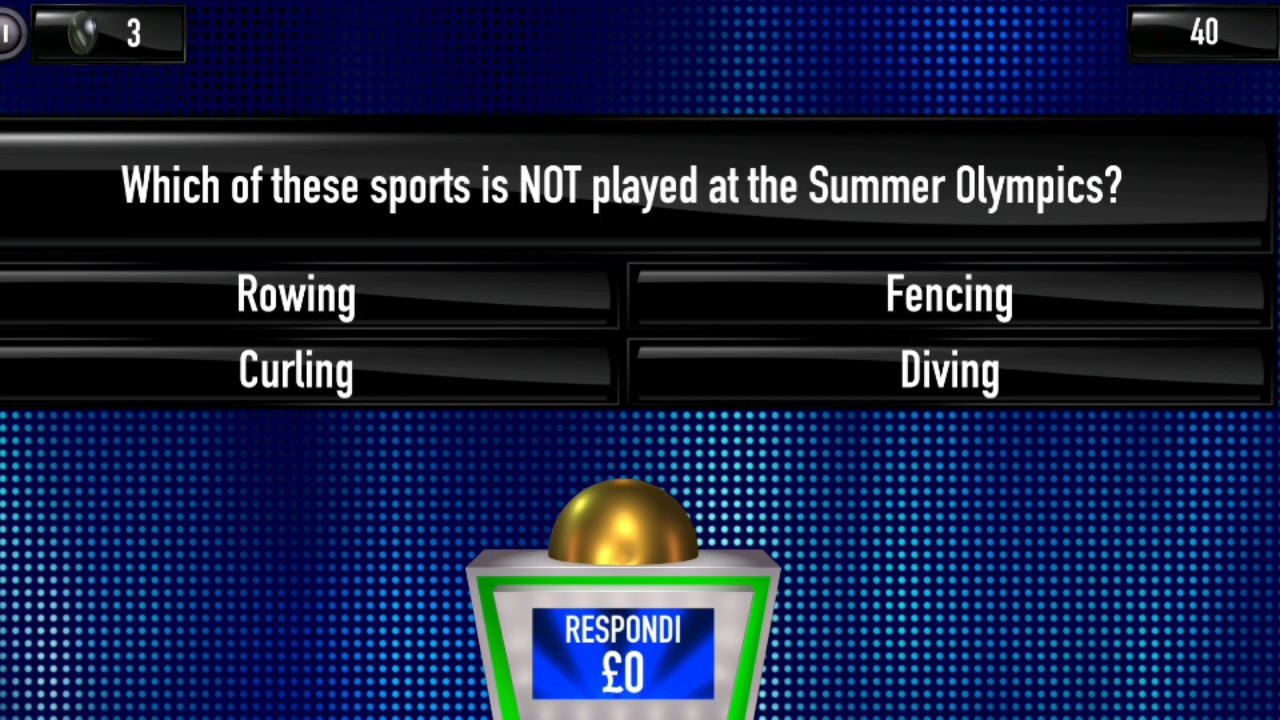 3
40
Which of these sports is NOT played at the Summer Olympics?
Rowing
Fencing
Curling
Diving
RESPONDI
£0